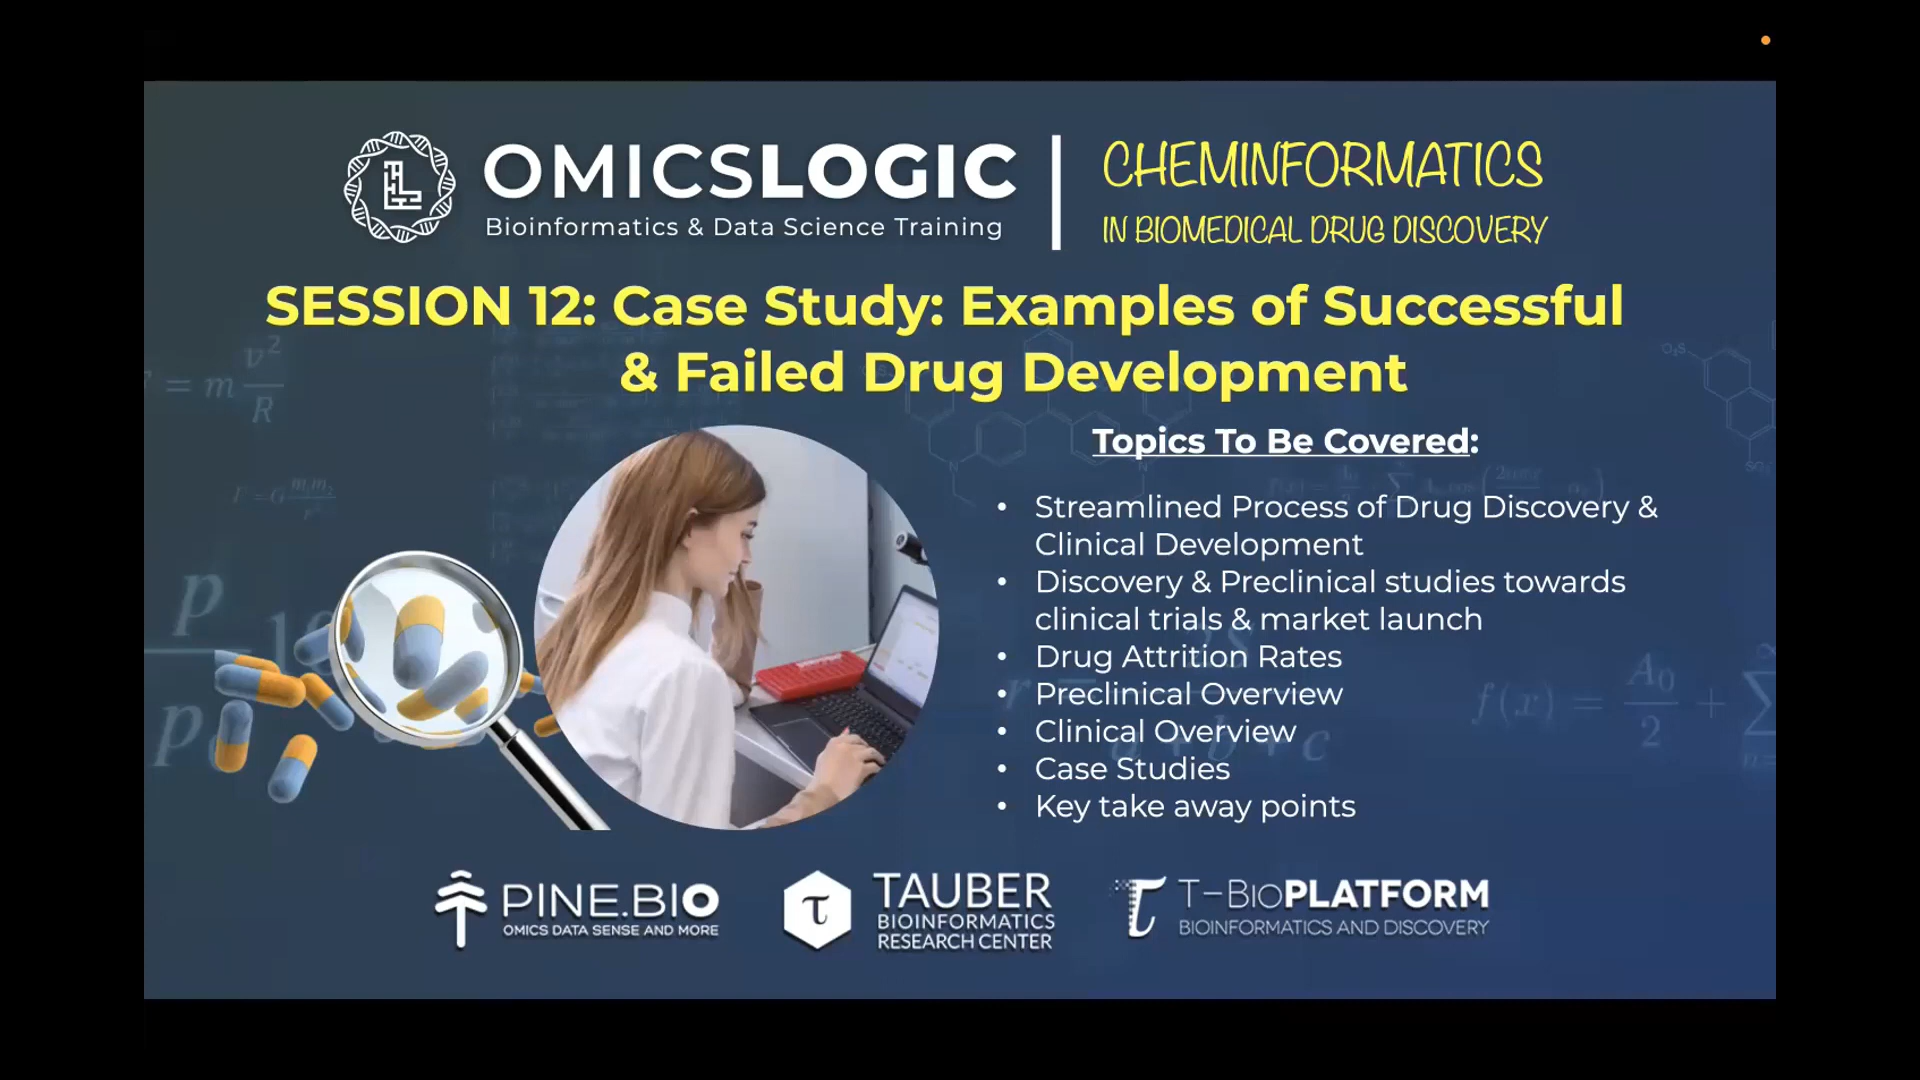 OMICSLOGIC
Bioinformatics & Data Science Training
CHEMINFORMATICS
IN BIOMEDICAL DRUG DISCOVERY
SESSION 12: Case Study: Examples of Successful
& Failed Drug Development
Topics To Be Covered:
• Streamlined Process of Drug Discovery &
Clinical Development
• Discovery & Preclinical studies towards
clinical trials & market launch
• Drug Attrition Rates
• Preclinical Overview
• Clinical Overview
• Case Studies
• Key take away points
PINE.BIO
OMICS DATA SENSE AND MORE
τ
TAUBER
BIOINFORMATICS
RESEARCH CENTER
T-BioPLATFORM
BIOINFORMATICS AND DISCOVERY